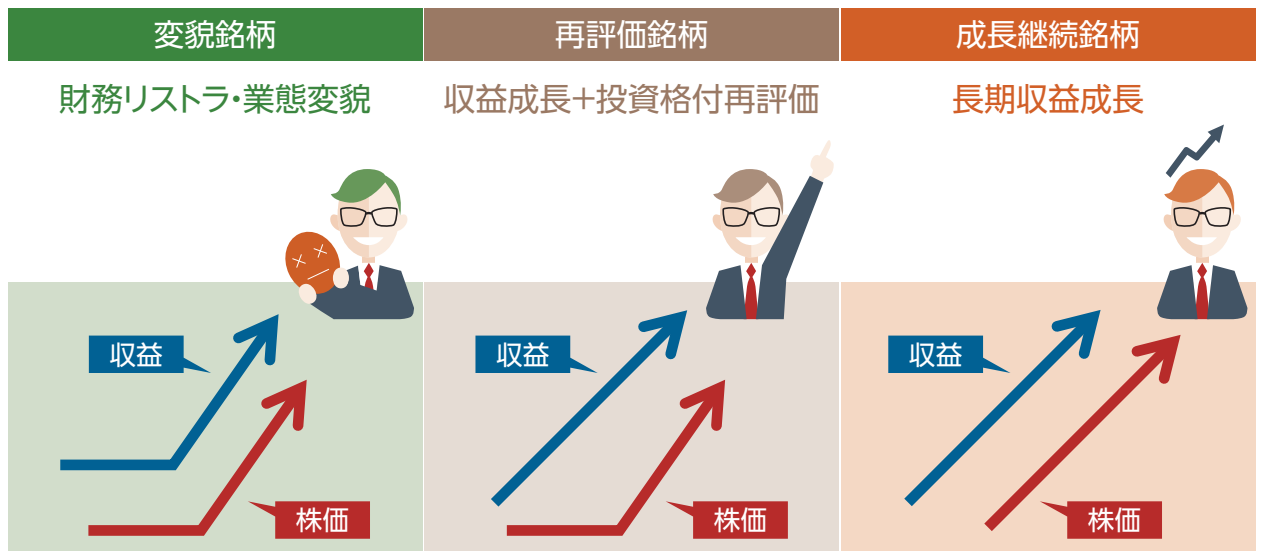 変貌銘柄
再評価銘柄
成長継続銘柄
財務リストラ・業態変貌
収益成長＋投資格付再評価
長期収益成長
収益
収益
収益
株価
株価
株価